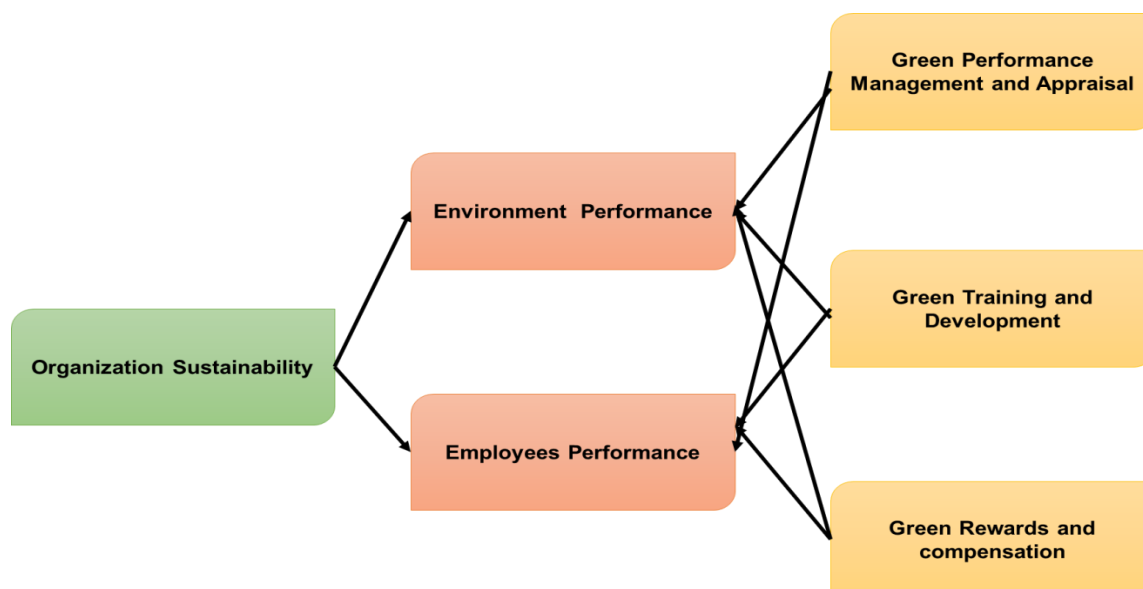 Green Performance
Management and Appraisal
Environment Performance
Green Training and
Development
Organization Sustainability
Employees Performance
Green Rewards and
compensation